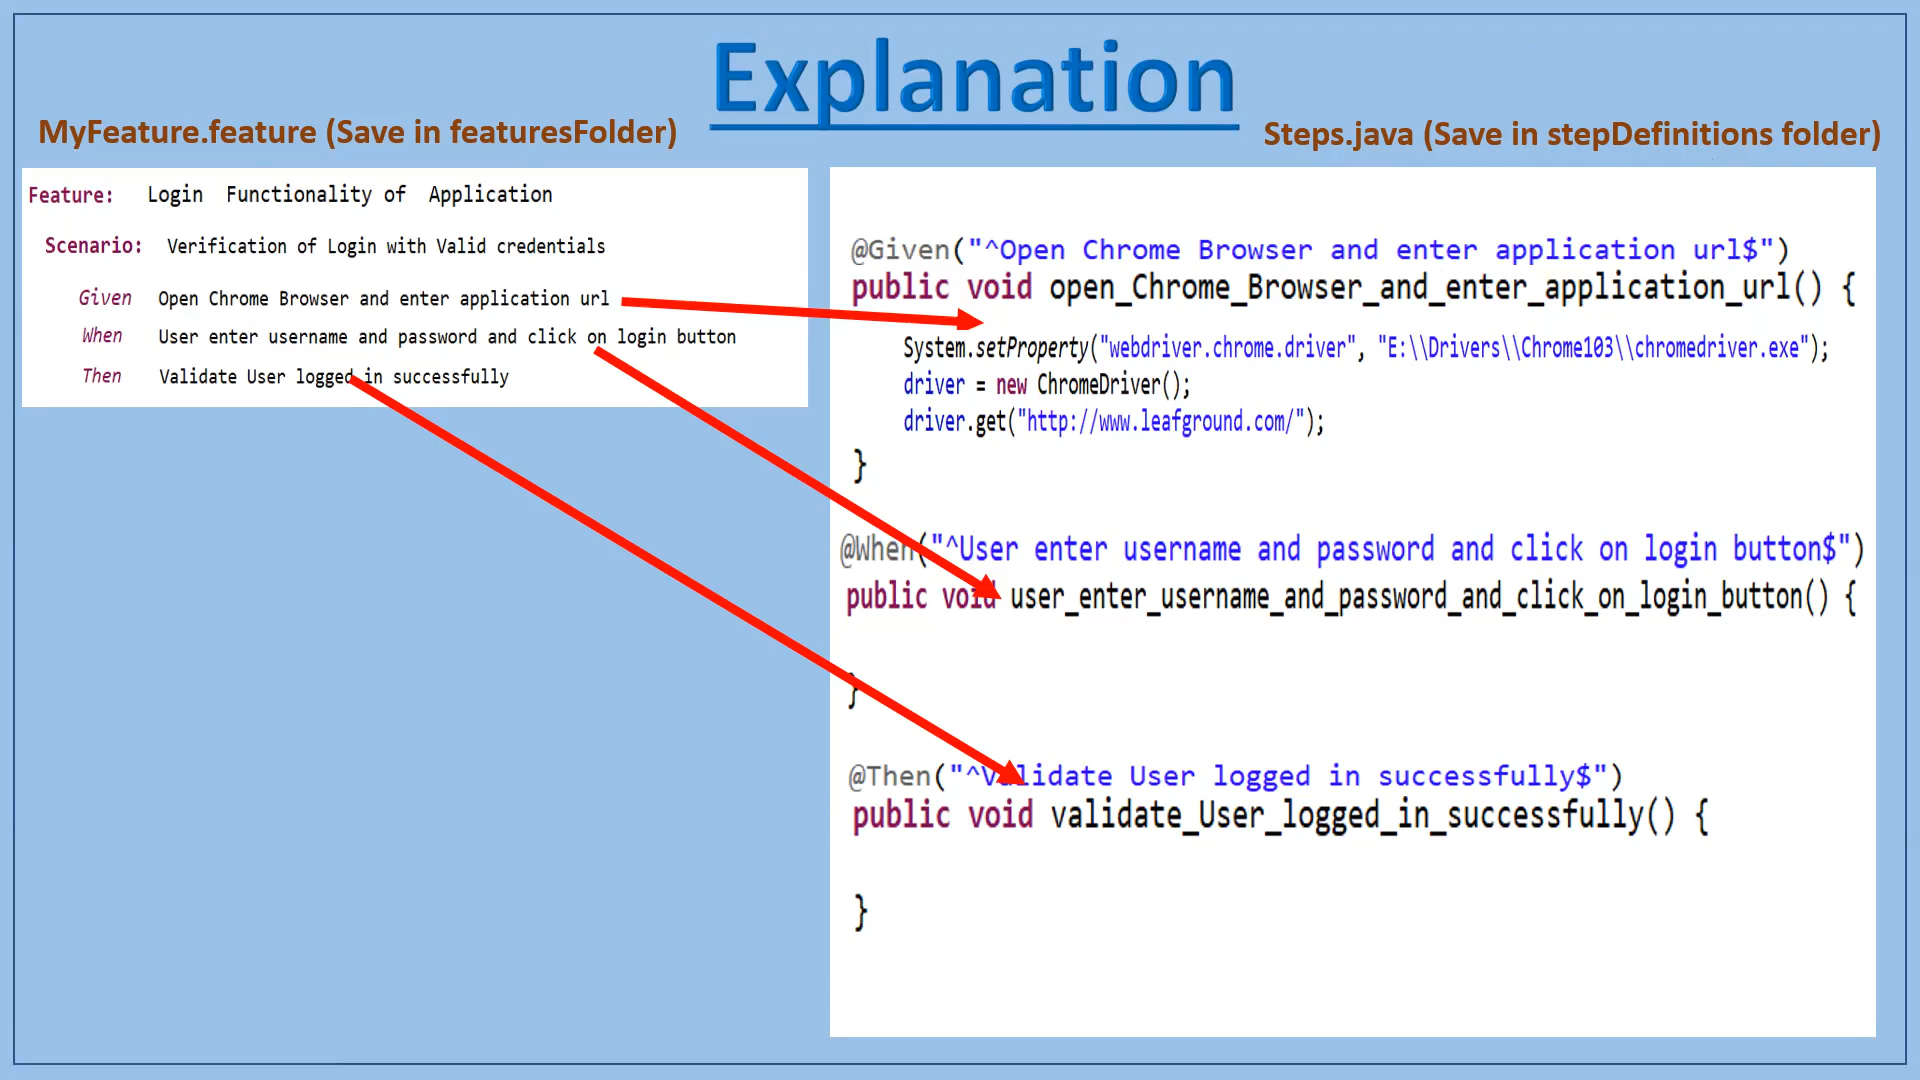 Explanation
MyFeature.feature (Save in featuresFolder)
Feature: Login Functionality of Application
Scenario: Verification of Login with Valid credentials
Given Open Chrome Browser and enter application url
When User enter username and password and click on login button
Then Validate User logged in successfully
Steps.java (Save in stepDefinitions folder)
@Given("^Open Chrome Browser and enter application url$")
public void open_Chrome_Browser_and_enter_application_url() {
System.setProperty("webdriver.chrome.driver", "E:\\Drivers\\Chrome103\\chromedriver.exe");
driver = new ChromeDriver();
driver.get("http://www.leafground.com/");
}
@When("^User enter username and password and click on login button$")
public void user_enter_username_and_password_and_click_on_login_button() {
}
@Then("^Validate User logged in successfully$")
public void validate_User_logged_in_successfully() {
}